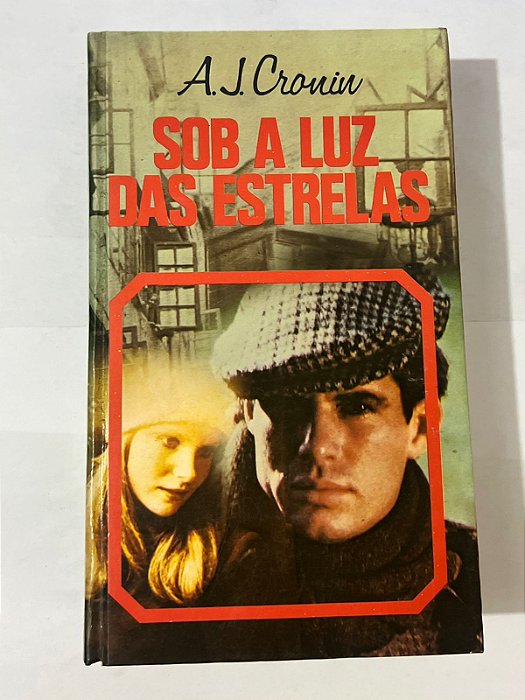 A.J. Cronin
SOB A LUZ
DAS ESTRELAS